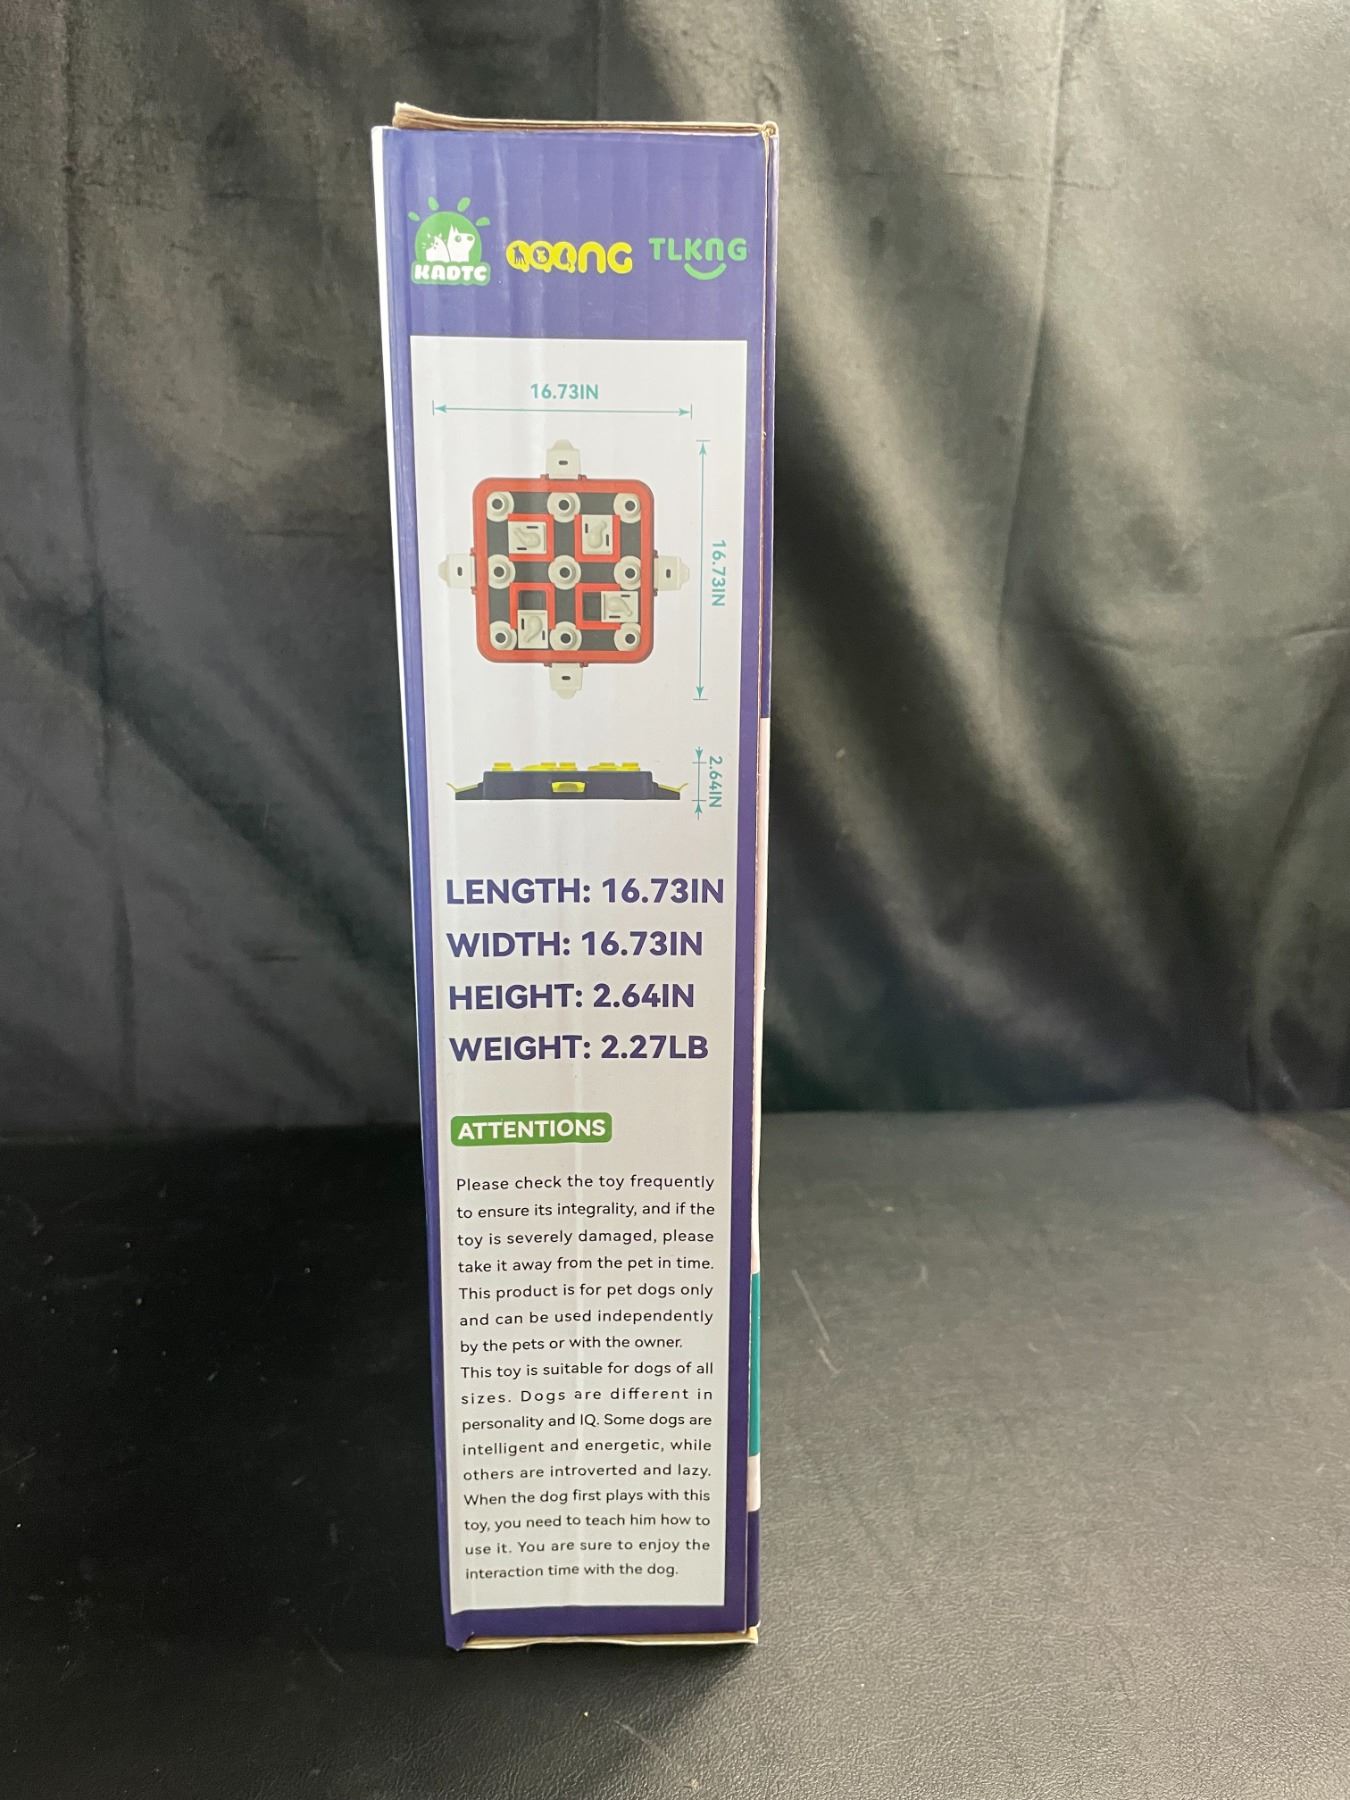 KADTC
QQQNG
TLKNG
16.73IN
16.73IN
2.64IN
LENGTH: 16.73IN
WIDTH: 16.73IN
HEIGHT: 2.64IN
WEIGHT: 2.27LB
ATTENTIONS
Please check the toy frequently
to ensure its integrality, and if the
toy is severely damaged, please
take it away from the pet in time.
This product is for pet dogs only
and can be used independently
by the pets or with the owner.
This toy is suitable for dogs of all
sizes. Dogs are different in
personality and IQ. Some dogs are
intelligent and energetic, while
others are introverted and lazy.
When the dog first plays with this
toy, you need to teach him how to
use it. You are sure to enjoy the
interaction time with the dog.